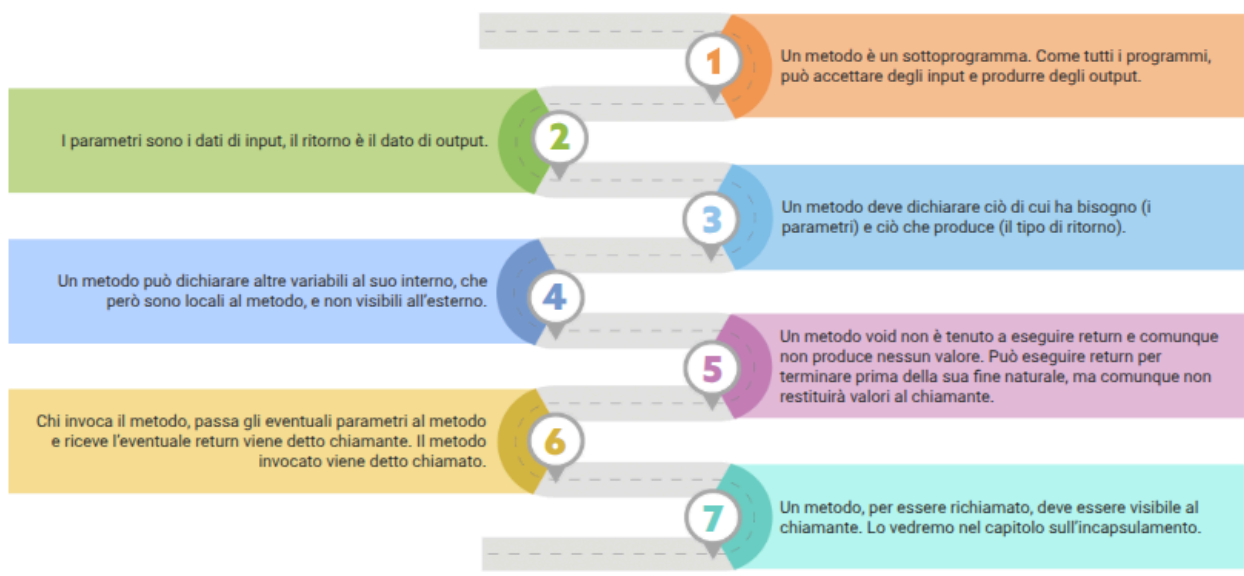 1
Un metodo è un sottoprogramma. Come tutti i programmi,
può accettare degli input e produrre degli output.
2
I parametri sono i dati di input, il ritorno è il dato di output.
3
Un metodo deve dichiarare ciò di cui ha bisogno (i
parametri) e ciò che produce (il tipo di ritorno).
4
Un metodo può dichiarare altre variabili al suo interno, che
però sono locali al metodo, e non visibili all'esterno.
5
Un metodo void non è tenuto a eseguire return e comunque
non produce nessun valore. Può eseguire return per
terminare prima della sua fine naturale, ma comunque non
restituirà valori al chiamante.
6
Chi invoca il metodo, passa gli eventuali parametri al metodo
e riceve l'eventuale return viene detto chiamante. Il metodo
invocato viene detto chiamato.
7
Un metodo, per essere richiamato, deve essere visibile al
chiamante. Lo vedremo nel capitolo sull'incapsulamento.